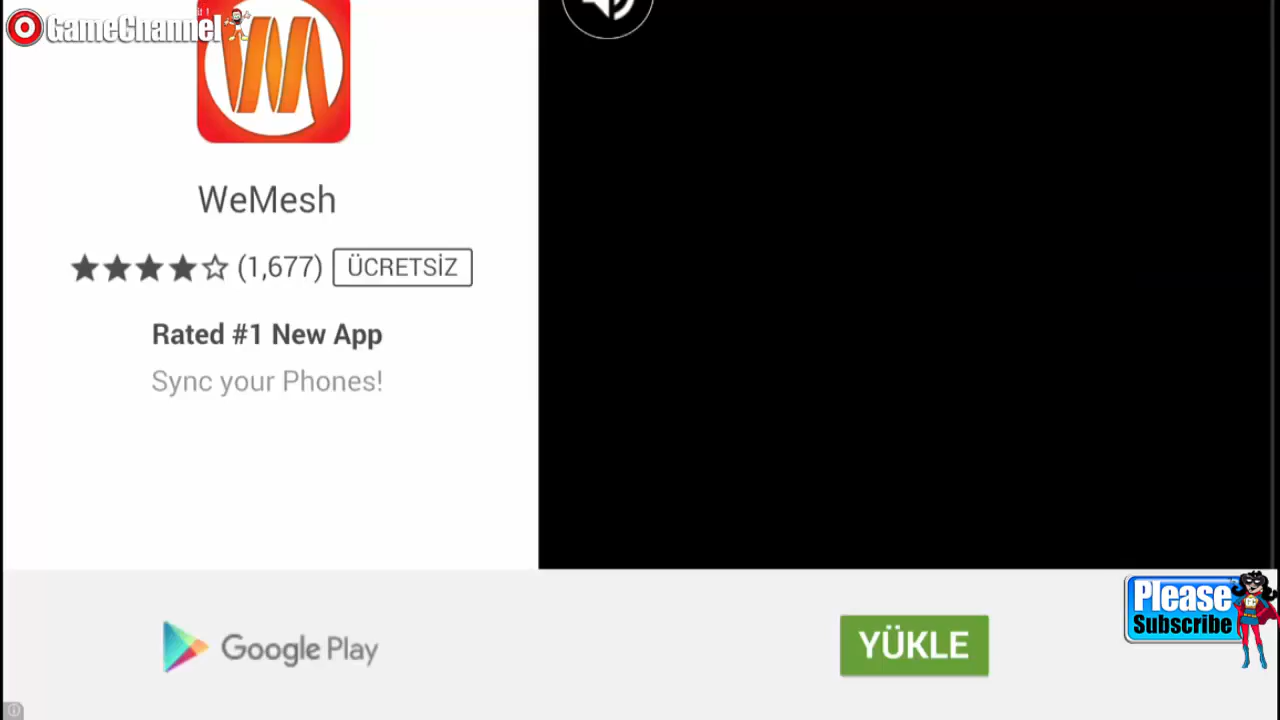 GameChannel
WeMesh
(1,677) ÜCRETSİZ
Rated #1 New App
Sync your Phones!
Google Play
YÜKLE
Please
Subscribe